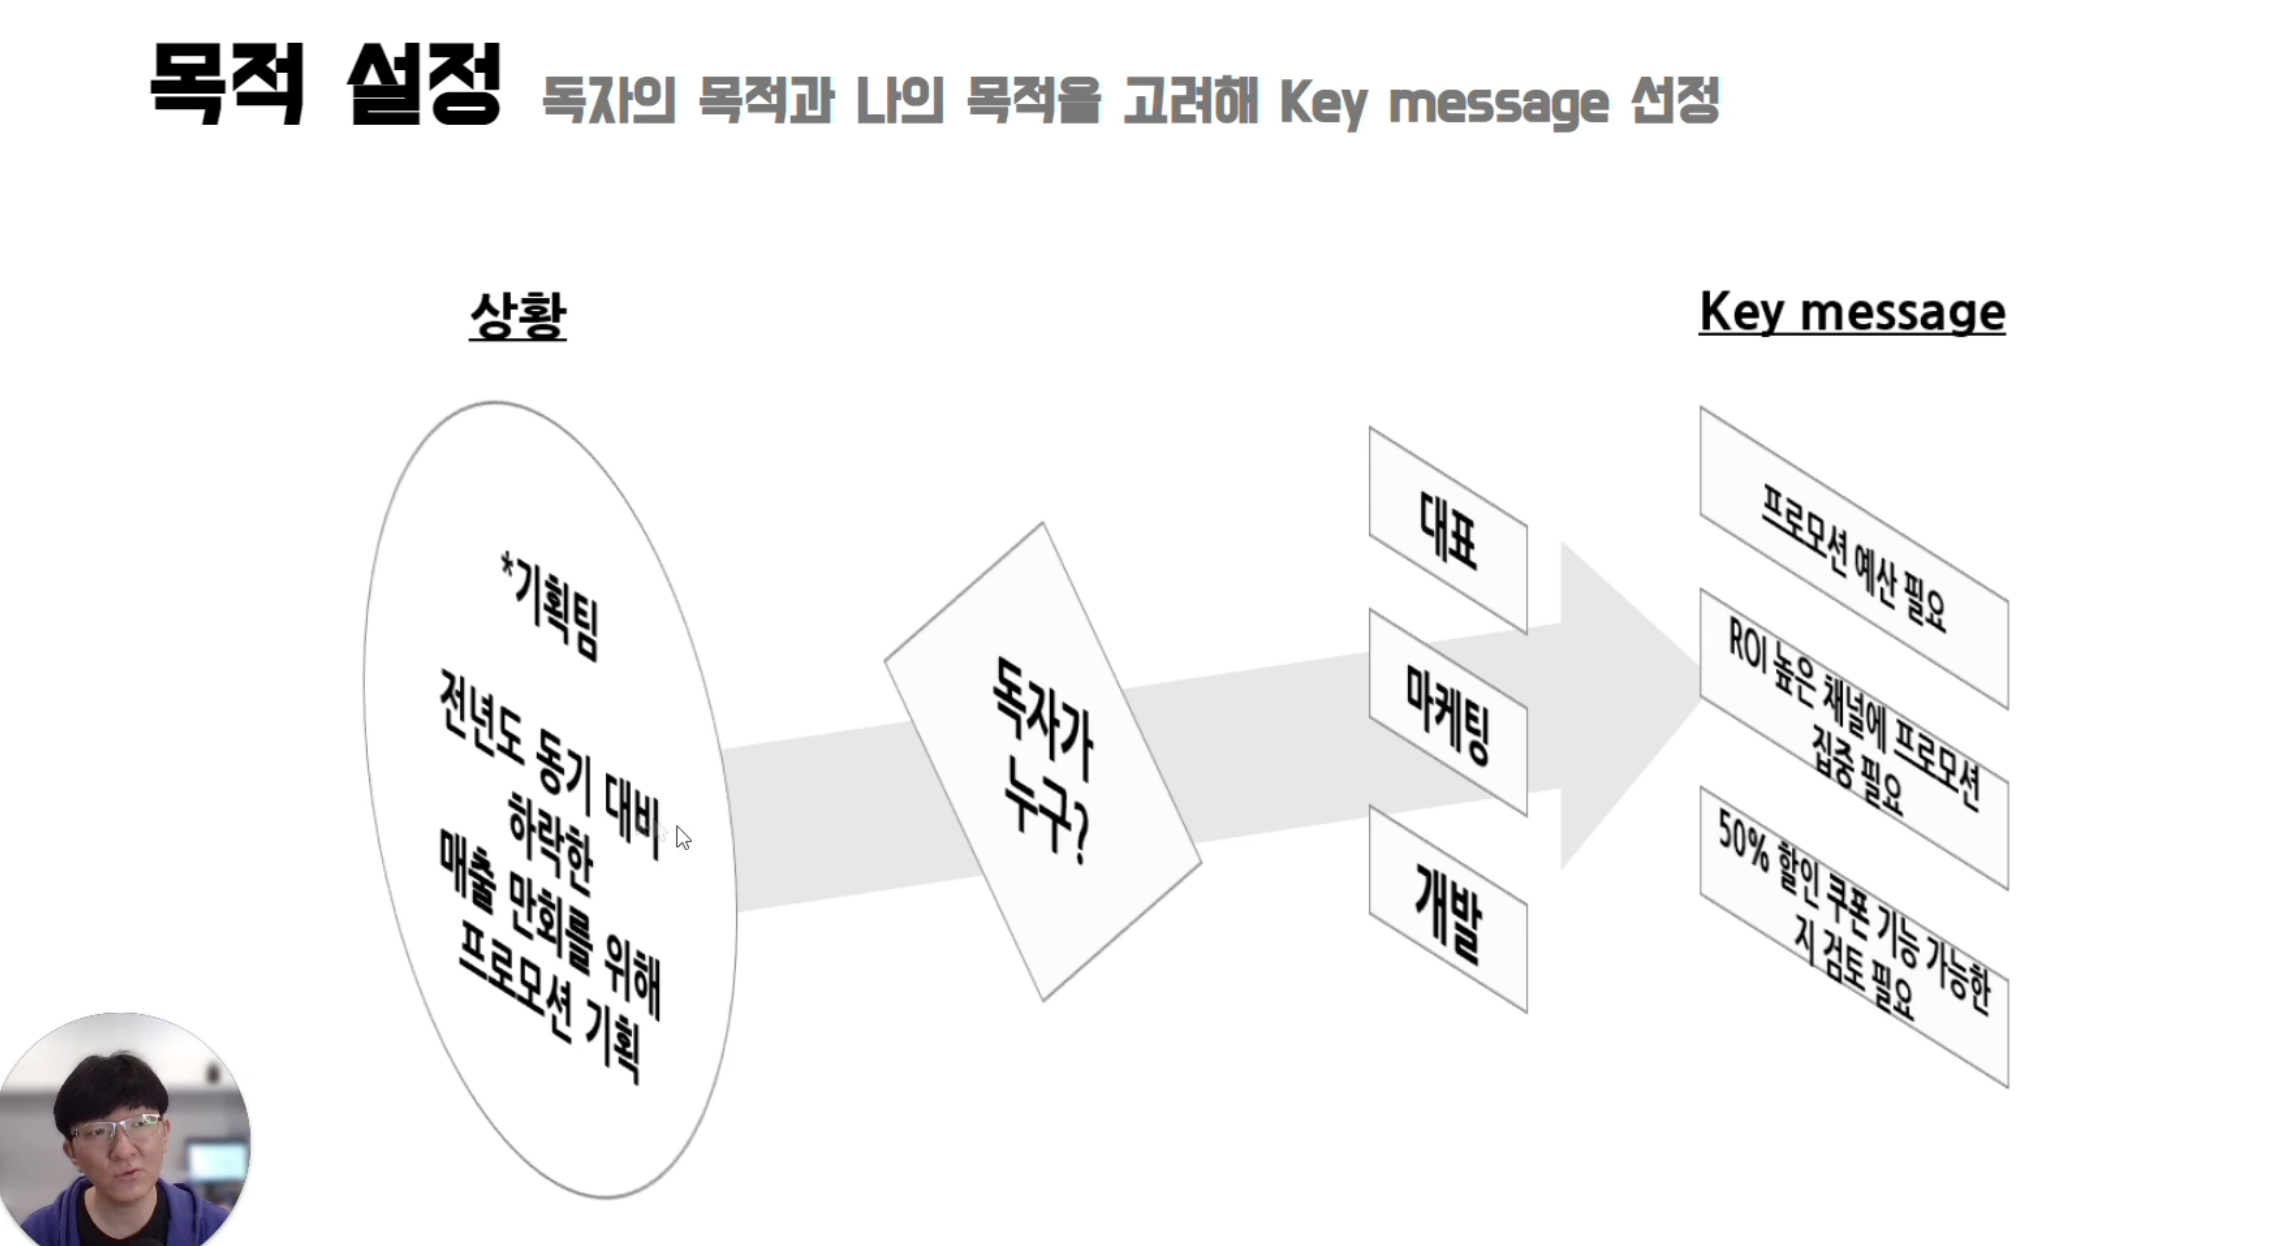 목적 설정 독자의 목적과 나의 목적을 고려해 Key message 선정
상황
Key message
*기획팀
전년도 동기 대비
하락한
매출 만회를 위해
프로모션 기획
독자가
누구?
대표
마케팅
개발
프로모션 예산 필요
ROI 높은 채널에 프로모션
집중 필요
50% 할인 쿠폰 기능 가능한
지 검토 필요